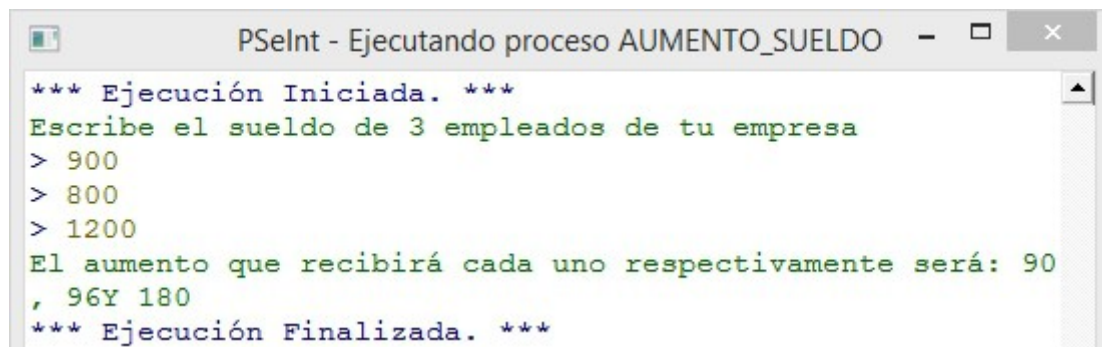 PSeInt - Ejecutando proceso AUMENTO_SUELDO
*** Ejecución Iniciada. ***
Escribe el sueldo de 3 empleados de tu empresa
> 900
> 800
> 1200
El aumento que recibirá cada uno respectivamente será: 90
, 96Y 180
*** Ejecución Finalizada. ***